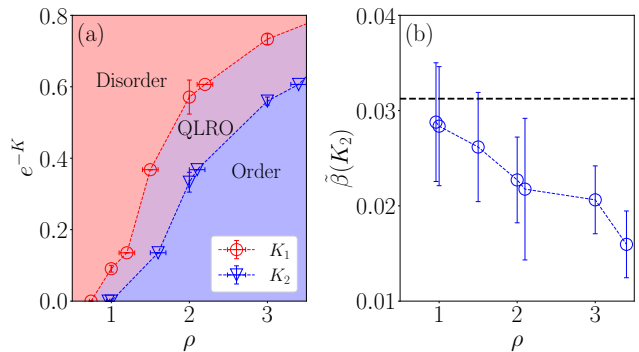 (a)
Disorder
QLRO
Order
K₁
K₂
0.8
0.6
0.4
0.2
0.0
e⁻ᴷ
1
2
3
ρ
(b)
0.04
0.03
0.02
0.01
β̃(K₂)
1
2
3
ρ